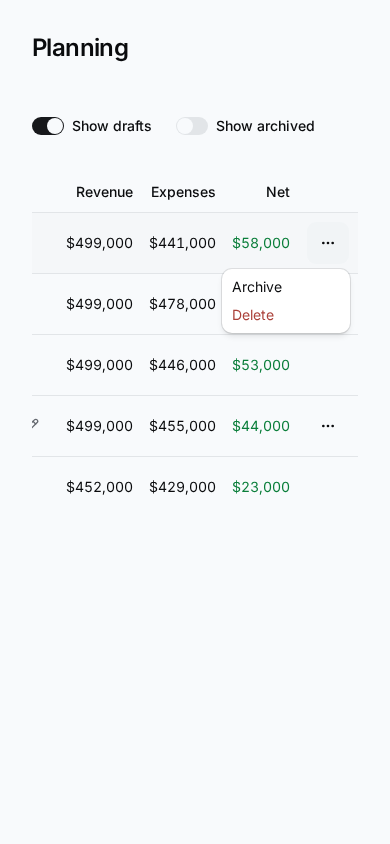 Planning
Show drafts Show archived
Revenue Expenses Net
$499,000 $441,000 $58,000 ...
Archive
$499,000 $478,000
Delete
$499,000 $446,000 $53,000
$499,000 $455,000 $44,000 ...
$452,000 $429,000 $23,000